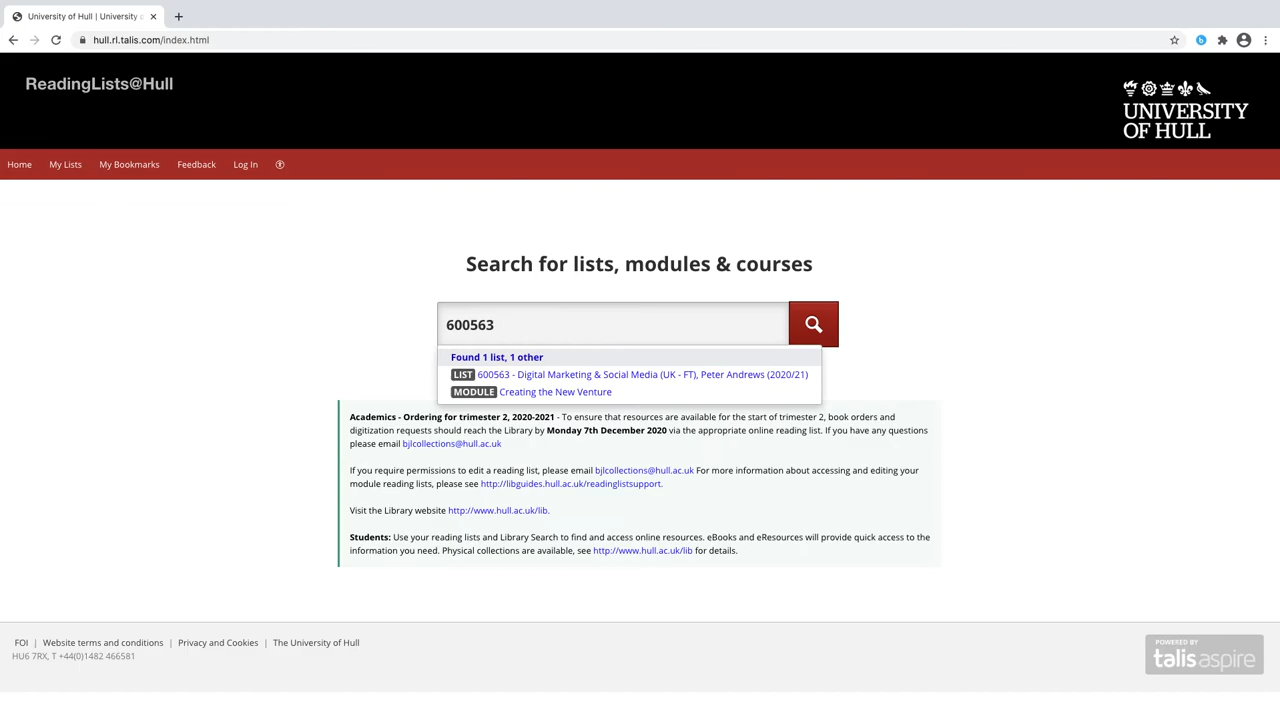 University of Hull | University
hull.rl.talis.com/index.html
ReadingLists@Hull
UNIVERSITY
OF HULL
Home My Lists My Bookmarks Feedback Log In
Search for lists, modules & courses
600563
Found 1 list, 1 other
LIST 600563 - Digital Marketing & Social Media (UK - FT), Peter Andrews (2020/21)
MODULE Creating the New Venture
Academics - Ordering for trimester 2, 2020-2021 - To ensure that resources are available for the start of trimester 2, book orders and
digitization requests should reach the Library by Monday 7th December 2020 via the appropriate online reading list. If you have any questions
please email bjlcollections@hull.ac.uk
If you require permissions to edit a reading list, please email bjlcollections@hull.ac.uk For more information about accessing and editing your
module reading lists, please see http://libguides.hull.ac.uk/readinglistsupport.
Visit the Library website http://www.hull.ac.uk/lib.
Students: Use your reading lists and Library Search to find and access online resources. eBooks and eResources will provide quick access to the
information you need. Physical collections are available, see http://www.hull.ac.uk/lib for details.
FOI | Website terms and conditions | Privacy and Cookies | The University of Hull
HU6 7RX, T +44(0)1482 466581
POWERED BY
talis aspire